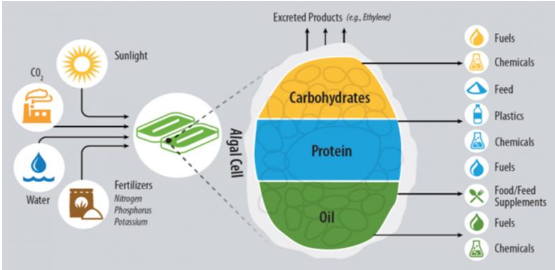 Excreted Products (e.g., Ethylene)
Sunlight
CO2
Water
Fertilizers
Nitrogen
Phosphorus
Potassium
Algal Cell
Carbohydrates
Protein
Oil
Fuels
Chemicals
Feed
Plastics
Chemicals
Fuels
Food/Feed
Supplements
Fuels
Chemicals